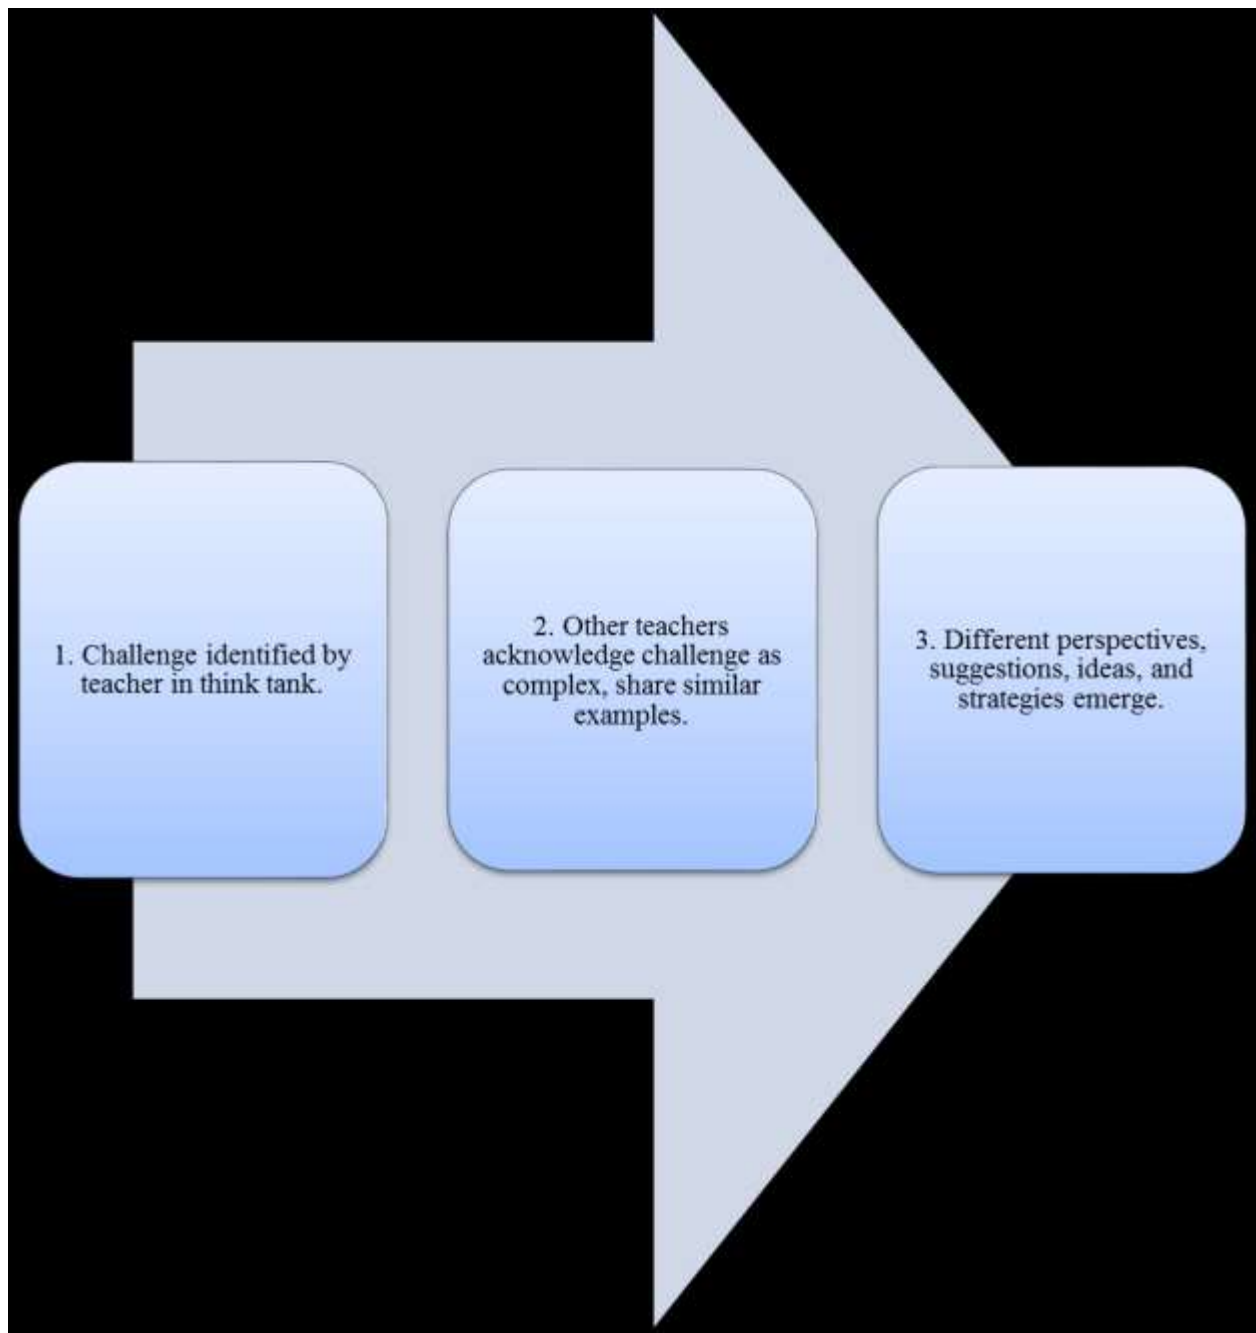 1. Challenge identified by
teacher in think tank.
2. Other teachers
acknowledge challenge as
complex, share similar
examples.
3. Different perspectives,
suggestions, ideas, and
strategies emerge.